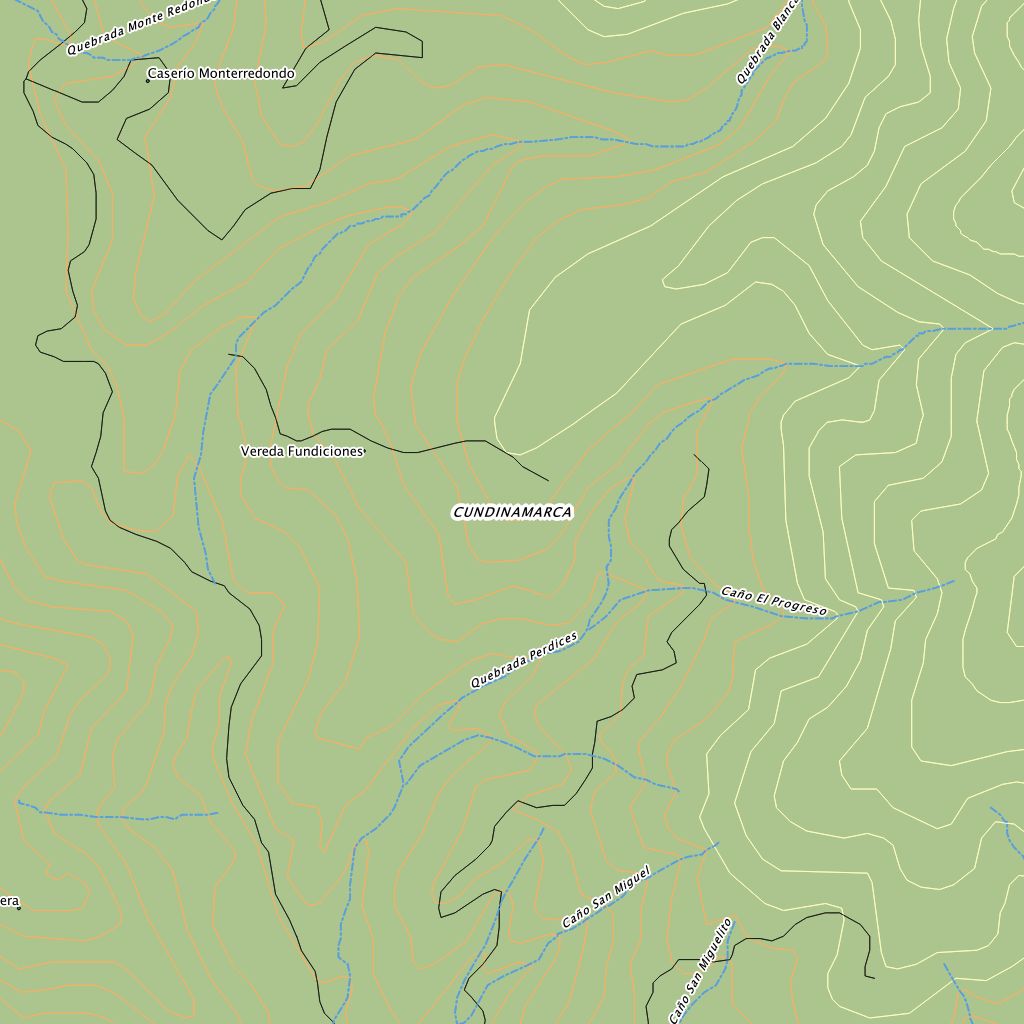 Quebrada Monte Redondo
Quebrada Blanca
Caserío Monterredondo
Vereda Fundiciones
CUNDINAMARCA
Caño El Progreso
Quebrada Perdices
Caño San Miguel
era
Caño San Miguelito